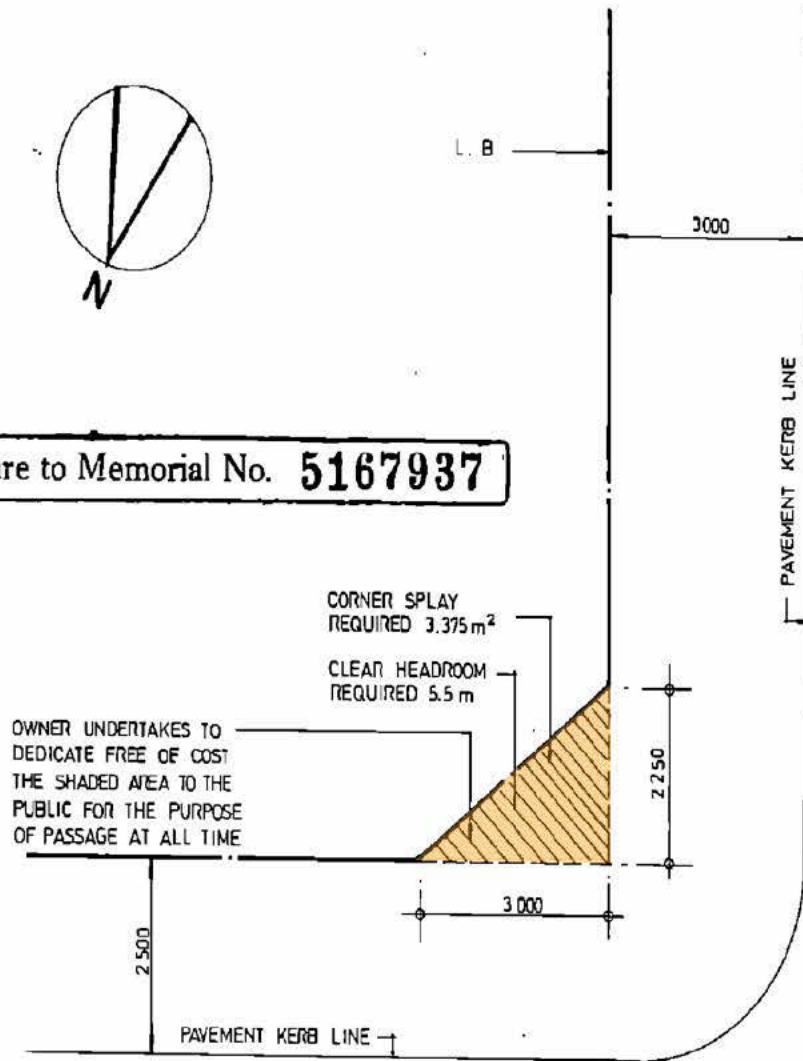 L. B
3000
N
re to Memorial No. 5167937
PAVEMENT KERB LINE
CORNER SPLAY
REQUIRED 3.375 m²
CLEAR HEADROOM
REQUIRED 5.5 m
OWNER UNDERTAKES TO
DEDICATE FREE OF COST
THE SHADED AREA TO THE
PUBLIC FOR THE PURPOSE
OF PASSAGE AT ALL TIME
2250
3000
2500
PAVEMENT KERB LINE